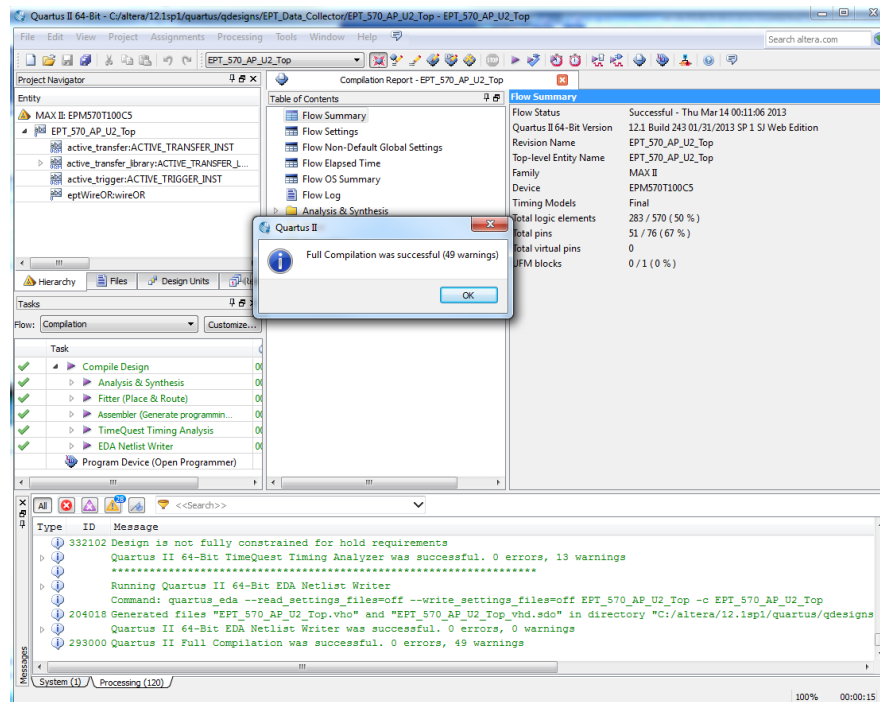 Quartus II 64-Bit - C:/altera/12.1sp1/quartus/qdesigns/EPT_Data_Collector/EPT_570_AP_U2_Top - EPT_570_AP_U2_Top
File Edit View Project Assignments Processing Tools Window Help
Search altera.com
EPT_570_AP_U2_Top
Project Navigator
Entity
MAX II: EPM570T100C5
EPT_570_AP_U2_Top
active_transfer:ACTIVE_TRANSFER_INST
active_transfer_library:ACTIVE_TRANSFER_L...
active_trigger:ACTIVE_TRIGGER_INST
eptWireOR:wireOR
Hierarchy Files Design Units
Tasks
Flow: Compilation Customize...
Task
Compile Design 00
Analysis & Synthesis 00
Fitter (Place & Route) 00
Assembler (Generate programmin... 00
TimeQuest Timing Analysis 00
EDA Netlist Writer 00
Program Device (Open Programmer)
Compilation Report - EPT_570_AP_U2_Top
Table of Contents
Flow Summary
Flow Settings
Flow Non-Default Global Settings
Flow Elapsed Time
Flow OS Summary
Flow Log
Analysis & Synthesis
Flow Summary
Flow Status Successful - Thu Mar 14 00:11:06 2013
Quartus II 64-Bit Version 12.1 Build 243 01/31/2013 SP 1 SJ Web Edition
Revision Name EPT_570_AP_U2_Top
Top-level Entity Name EPT_570_AP_U2_Top
Family MAX II
Device EPM570T100C5
Timing Models Final
Total logic elements 283 / 570 ( 50 % )
Total pins 51 / 76 ( 67 % )
Total virtual pins 0
UFM blocks 0 / 1 ( 0 % )
Quartus II
Full Compilation was successful (49 warnings)
OK
All 28 <<Search>>
Type ID Message
332102 Design is not fully constrained for hold requirements
Quartus II 64-Bit TimeQuest Timing Analyzer was successful. 0 errors, 13 warnings
*****************************************************************
Running Quartus II 64-Bit EDA Netlist Writer
Command: quartus_eda --read_settings_files=off --write_settings_files=off EPT_570_AP_U2_Top -c EPT_570_AP_U2_Top
204018 Generated files "EPT_570_AP_U2_Top.vho" and "EPT_570_AP_U2_Top_vhd.sdo" in directory "C:/altera/12.1sp1/quartus/qdesigns
Quartus II 64-Bit EDA Netlist Writer was successful. 0 errors, 0 warnings
293000 Quartus II Full Compilation was successful. 0 errors, 49 warnings
Messages
System (1) Processing (120)
100% 00:00:15